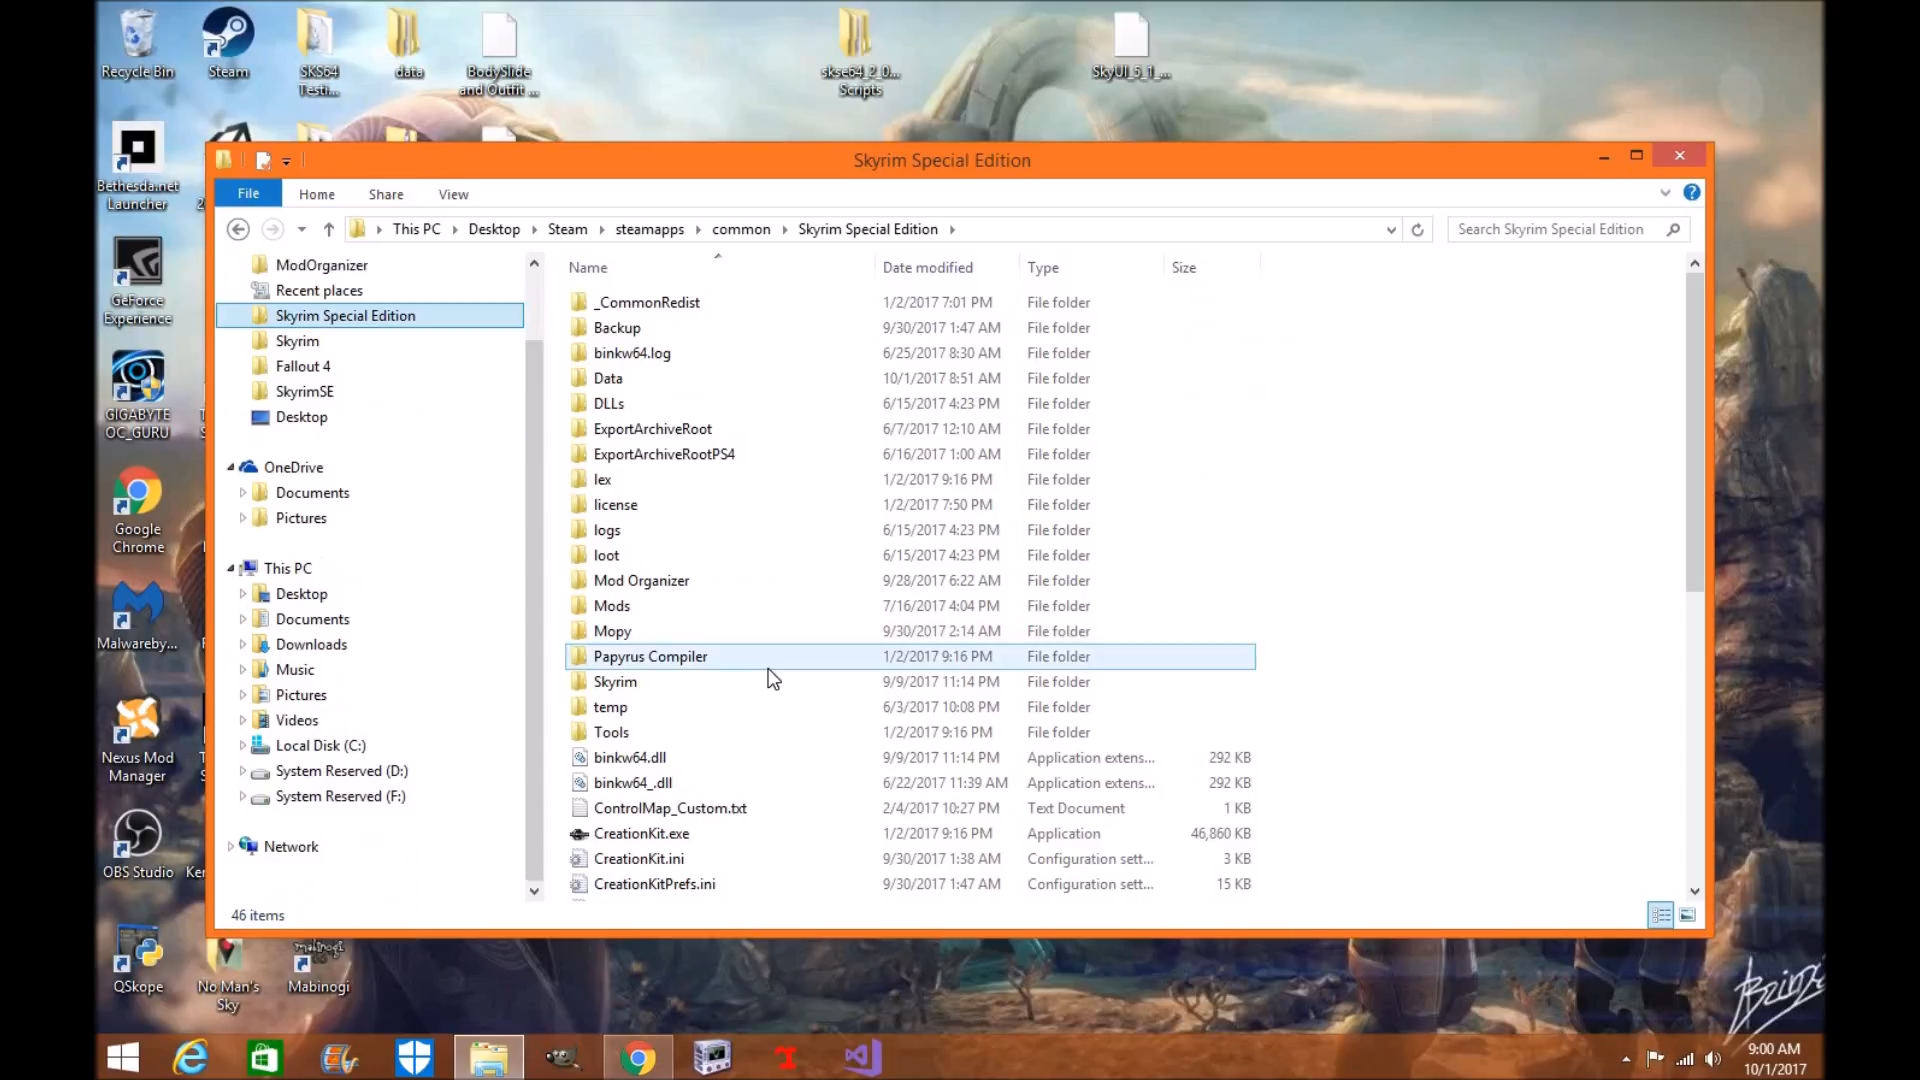 Recycle Bin
Steam
SKS64
Testi...
data
BodySlide
and Outfit ...
skse64_2_0...
Scripts
SkyUI_5_1_...
Bethesda.net
Launcher
GeForce
Experience
GIGABYTE
OC_GURU
Google
Chrome
Malwareby...
Nexus Mod
Manager
OBS Studio
Ker
QSkope
No Man's
Sky
mabinogi
Mabinogi
Skyrim Special Edition
File
Home
Share
View
This PC
Desktop
Steam
steamapps
common
Skyrim Special Edition
Search Skyrim Special Edition
ModOrganizer
Recent places
Skyrim Special Edition
Skyrim
Fallout 4
SkyrimSE
Desktop
OneDrive
Documents
Pictures
This PC
Desktop
Documents
Downloads
Music
Pictures
Videos
Local Disk (C:)
System Reserved (D:)
System Reserved (F:)
Network
Name Date modified Type Size
_CommonRedist 1/2/2017 7:01 PM File folder
Backup 9/30/2017 1:47 AM File folder
binkw64.log 6/25/2017 8:30 AM File folder
Data 10/1/2017 8:51 AM File folder
DLLs 6/15/2017 4:23 PM File folder
ExportArchiveRoot 6/7/2017 12:10 AM File folder
ExportArchiveRootPS4 6/16/2017 1:00 AM File folder
lex 1/2/2017 9:16 PM File folder
license 1/2/2017 7:50 PM File folder
logs 6/15/2017 4:23 PM File folder
loot 6/15/2017 4:23 PM File folder
Mod Organizer 9/28/2017 6:22 AM File folder
Mods 7/16/2017 4:04 PM File folder
Mopy 9/30/2017 2:14 AM File folder
Papyrus Compiler 1/2/2017 9:16 PM File folder
Skyrim 9/9/2017 11:14 PM File folder
temp 6/3/2017 10:08 PM File folder
Tools 1/2/2017 9:16 PM File folder
binkw64.dll 9/9/2017 11:14 PM Application extens... 292 KB
binkw64_.dll 6/22/2017 11:39 AM Application extens... 292 KB
ControlMap_Custom.txt 2/4/2017 10:27 PM Text Document 1 KB
CreationKit.exe 1/2/2017 9:16 PM Application 46,860 KB
CreationKit.ini 9/30/2017 1:38 AM Configuration sett... 3 KB
CreationKitPrefs.ini 9/30/2017 1:47 AM Configuration sett... 15 KB
46 items
9:00 AM
10/1/2017